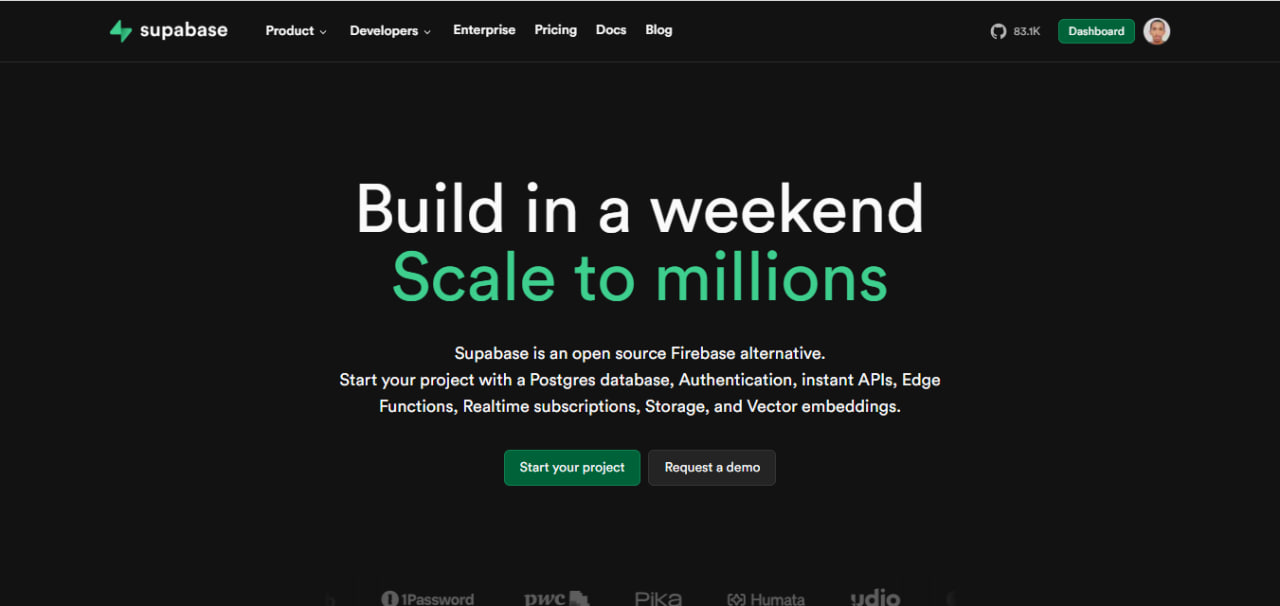 supabase
Product
Developers
Enterprise
Pricing
Docs
Blog
83.1K
Dashboard
Build in a weekend
Scale to millions
Supabase is an open source Firebase alternative.
Start your project with a Postgres database, Authentication, instant APIs, Edge
Functions, Realtime subscriptions, Storage, and Vector embeddings.
Start your project
Request a demo
1Password
pwc
Pika
Humata
udio